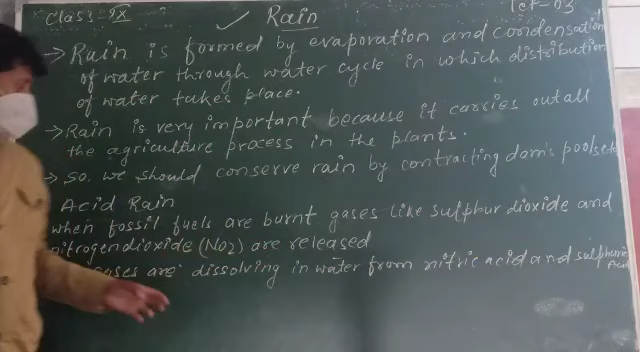 Class - IX
Rain
Lec - 03
→ Rain is formed by evaporation and condensation
of water through water cycle in which distribution
of water takes place.
→ Rain is very important because it carries out all
the agriculture process in the plants.
→ So, we should conserve rain by contracting dam's pools etc
Acid Rain
when fossil fuels are burnt gases like sulphur dioxide and
nitrogen dioxide (NO2) are released
gases are dissolving in water from nitric acid and sulphuric
Acid